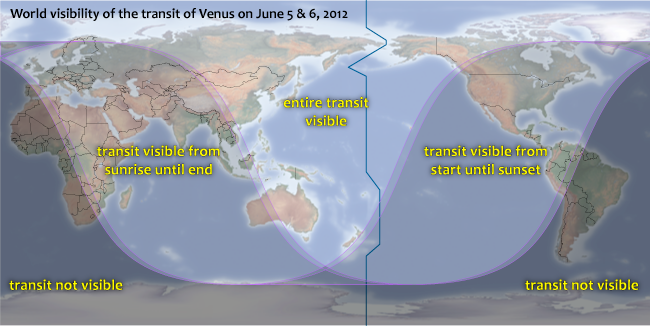 World visibility of the transit of Venus on June 5 & 6, 2012
entire transit
visible
transit visible from
sunrise until end
transit visible from
start until sunset
transit not visible
transit not visible